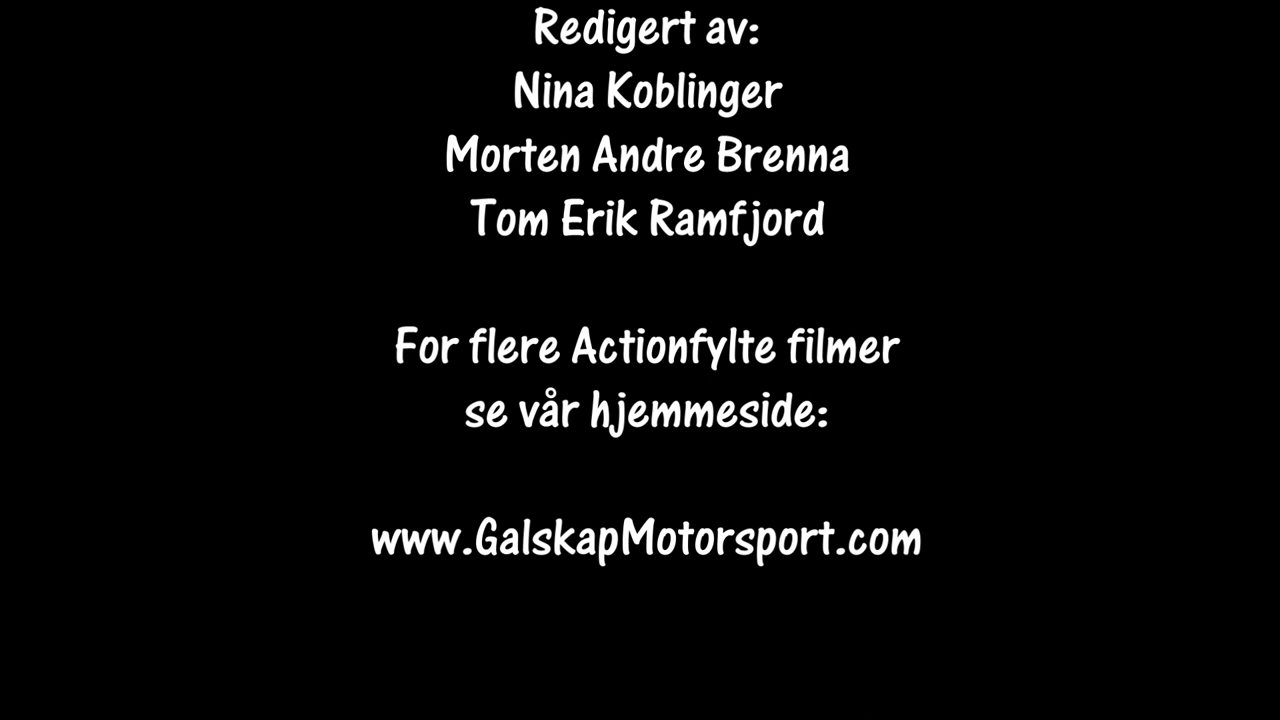 Redigert av:
Nina Koblinger
Morten Andre Brenna
Tom Erik Ramfjord
For flere Actionfylte filmer
se vår hjemmeside:
www.GalskapMotorsport.com